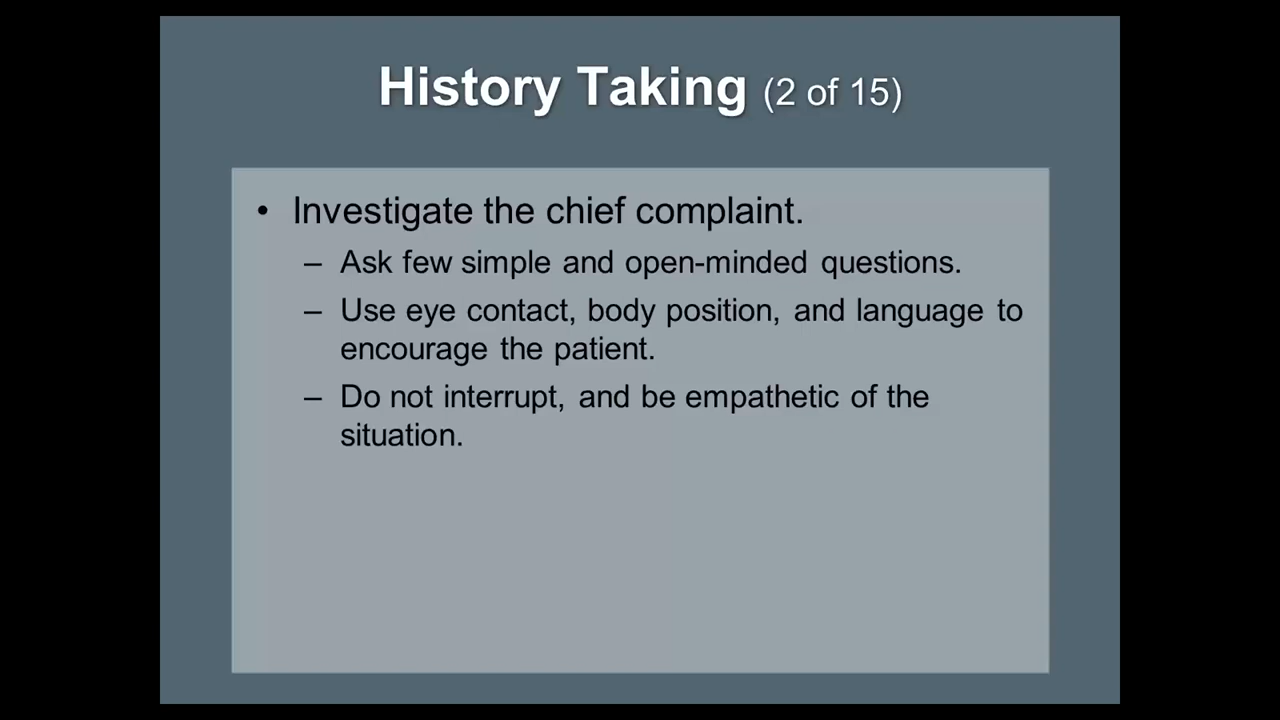 History Taking (2 of 15)
• Investigate the chief complaint.
– Ask few simple and open-minded questions.
– Use eye contact, body position, and language to
encourage the patient.
– Do not interrupt, and be empathetic of the
situation.